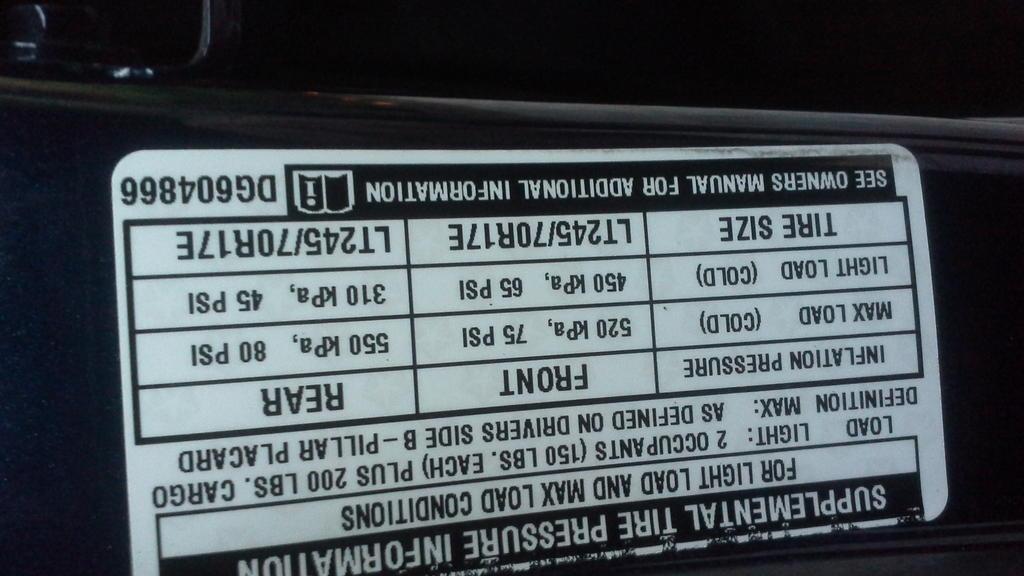 SUPPLEMENTAL TIRE PRESSURE INFORMATION
FOR LIGHT LOAD AND MAX LOAD CONDITIONS
LOAD LIGHT: 2 OCCUPANTS (150 LBS. EACH) PLUS 200 LBS. CARGO
DEFINITION MAX: AS DEFINED ON DRIVERS SIDE B-PILLAR PLACARD
INFLATION PRESSURE FRONT REAR
MAX LOAD (COLD) 520 kPa, 75 PSI 550 kPa, 80 PSI
LIGHT LOAD (COLD) 450 kPa, 65 PSI 310 kPa, 45 PSI
TIRE SIZE LT245/70R17E LT245/70R17E
SEE OWNERS MANUAL FOR ADDITIONAL INFORMATION i DG604866